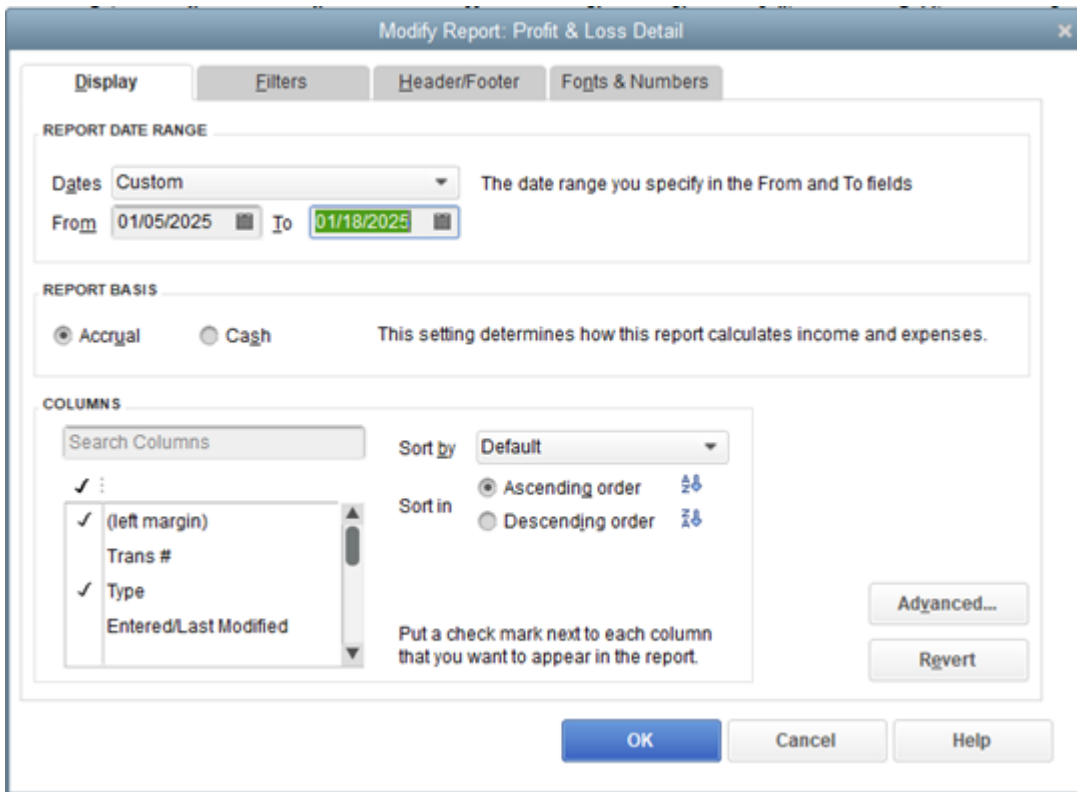 Modify Report: Profit & Loss Detail
Display Filters Header/Footer Fonts & Numbers
REPORT DATE RANGE
Dates Custom The date range you specify in the From and To fields
From 01/05/2025 To 01/18/2025
REPORT BASIS
Accrual Cash This setting determines how this report calculates income and expenses.
COLUMNS
Search Columns
Sort by Default
Sort in
Ascending order
Descending order
(left margin)
Trans #
Type
Entered/Last Modified
Put a check mark next to each column
that you want to appear in the report.
Advanced...
Revert
OK Cancel Help